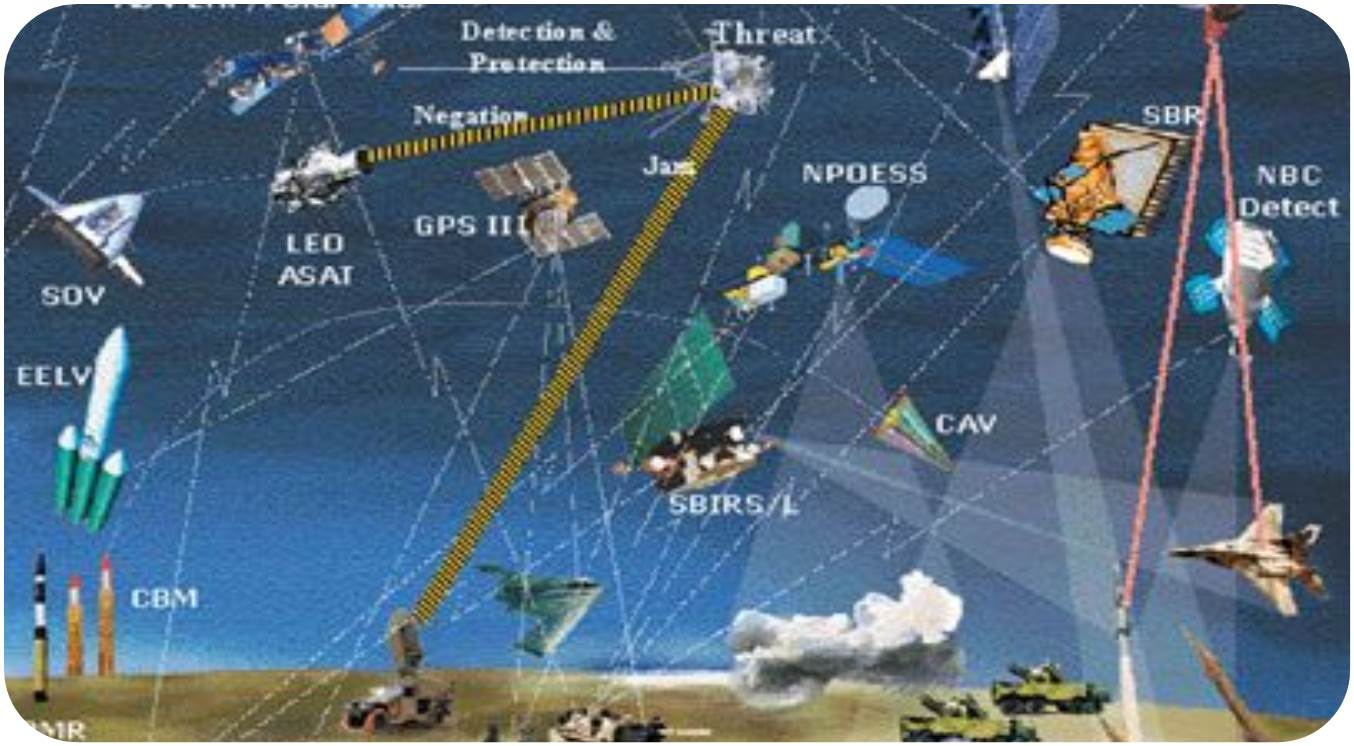 Detection &
Protection
Threat
Negation
Jam
SBR
NPOESS
NBC
Detect
GPS III
LEO
ASAT
SOV
EELV
CAV
SBIRS/L
CBM